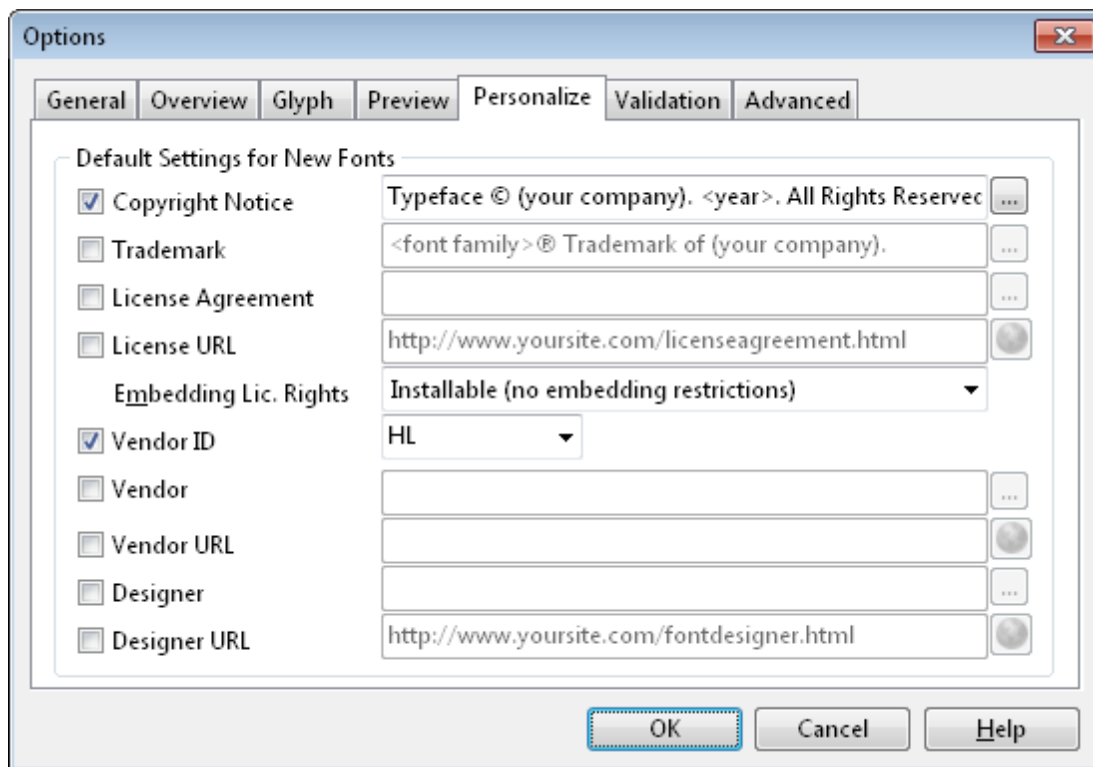 Options
General Overview Glyph Preview Personalize Validation Advanced
Default Settings for New Fonts
Copyright Notice Typeface © (your company). <year>. All Rights Reserved ...
Trademark <font family>® Trademark of (your company). ...
License Agreement ...
License URL http://www.yoursite.com/licenseagreement.html
Embedding Lic. Rights Installable (no embedding restrictions)
Vendor ID HL
Vendor ...
Vendor URL
Designer ...
Designer URL http://www.yoursite.com/fontdesigner.html
OK Cancel Help